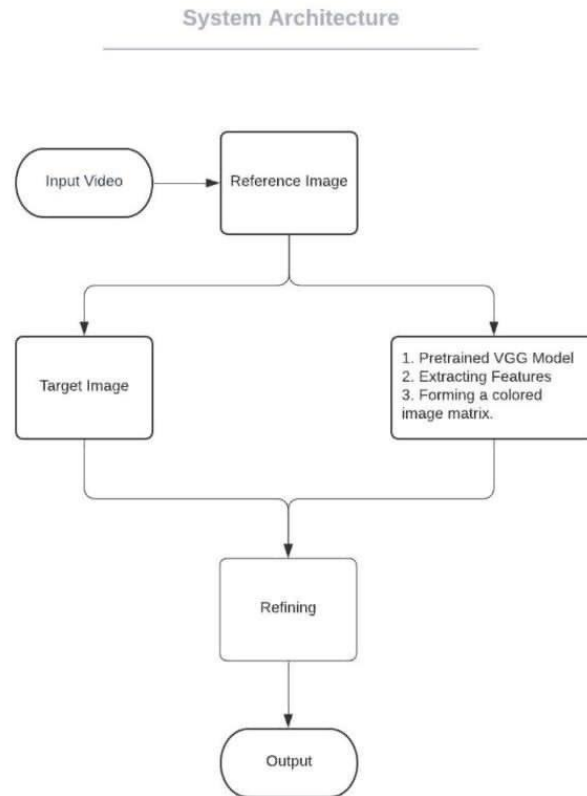 System Architecture
Input Video
Reference Image
Target Image
1. Pretrained VGG Model
2. Extracting Features
3. Forming a colored
image matrix.
Refining
Output